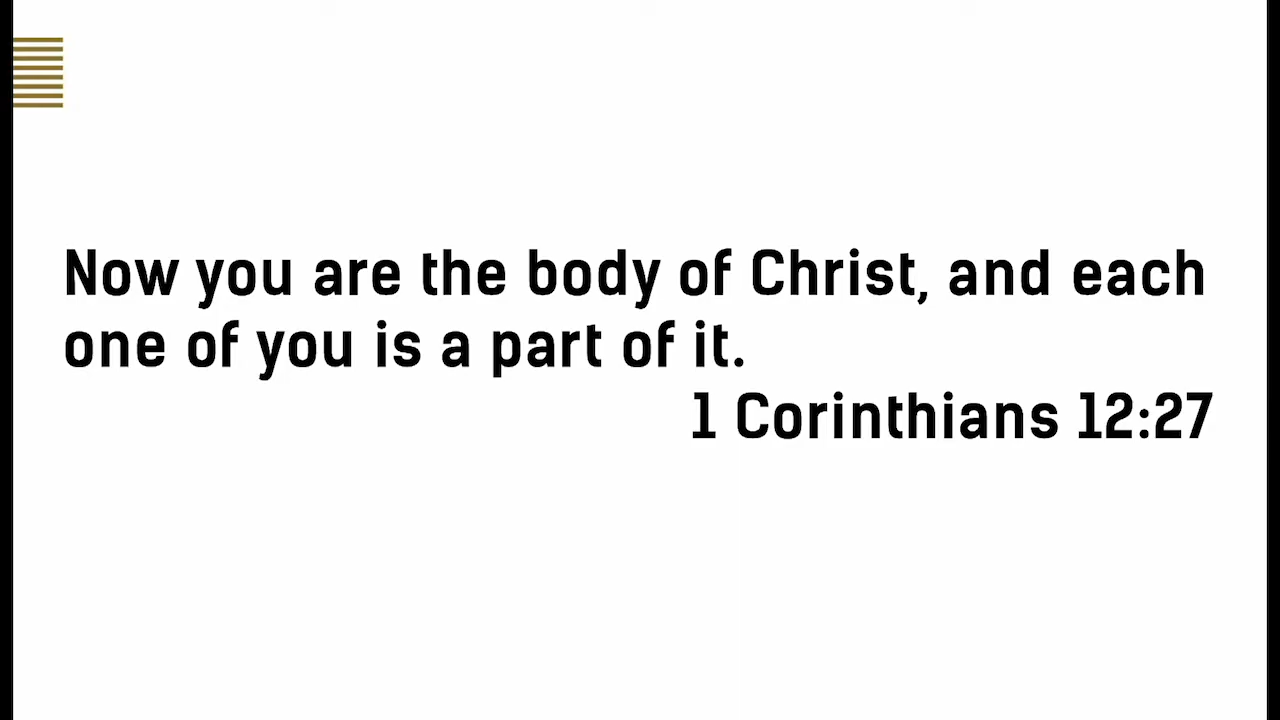 Now you are the body of Christ, and each
one of you is a part of it.
1 Corinthians 12:27